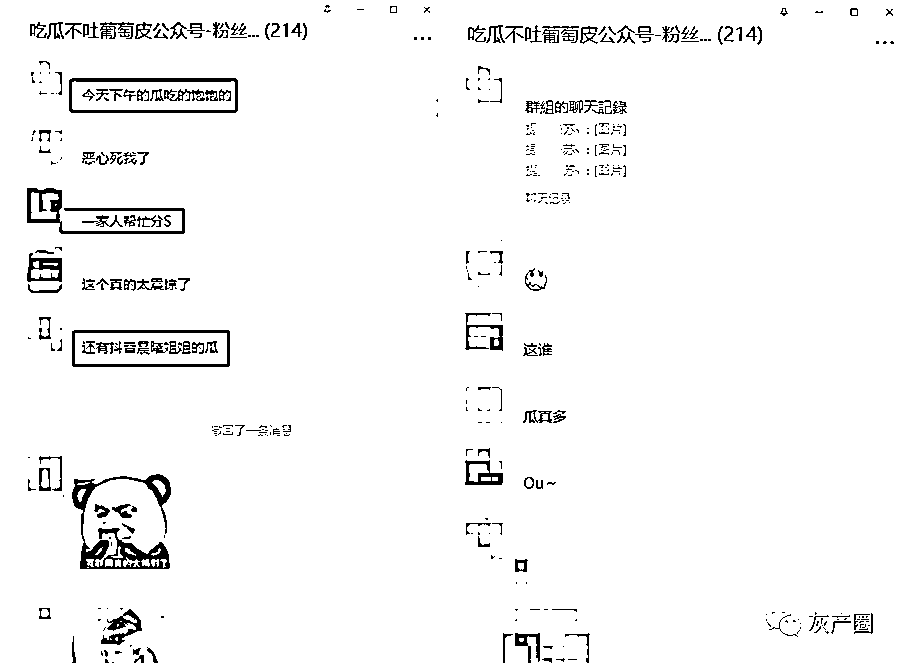 吃瓜不吐葡萄皮公众号-粉丝... (214)
今天下午的瓜吃的饱饱的
恶心死我了
一家人帮忙分S
这个真的太震惊了
还有抖音晨曦姐姐的瓜
撤回了一条消息
吃瓜不吐葡萄皮公众号-粉丝... (214)
群組的聊天記錄
:[图片]
:[图片]
:[图片]
聊天记录
这谁
瓜真多
Ou~
灰产圈